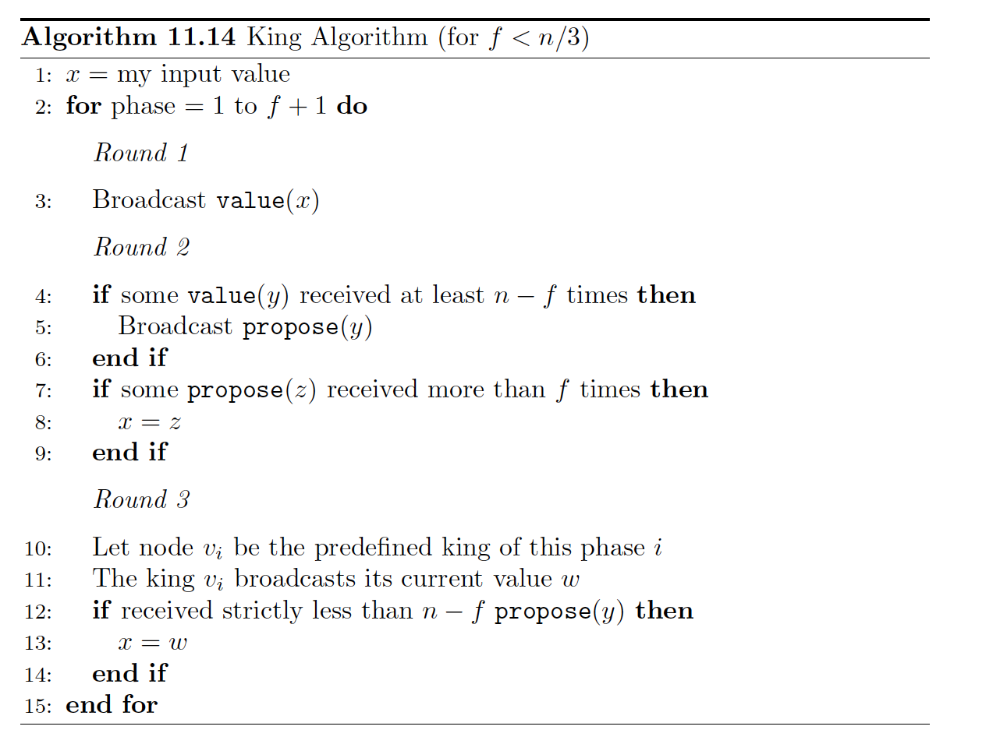 Algorithm 11.14 King Algorithm (for f < n/3)
1: x = my input value
2: for phase = 1 to f + 1 do
Round 1
3: Broadcast value(x)
Round 2
4: if some value(y) received at least n − f times then
5: Broadcast propose(y)
6: end if
7: if some propose(z) received more than f times then
8: x = z
9: end if
Round 3
10: Let node vᵢ be the predefined king of this phase i
11: The king vᵢ broadcasts its current value w
12: if received strictly less than n − f propose(y) then
13: x = w
14: end if
15: end for